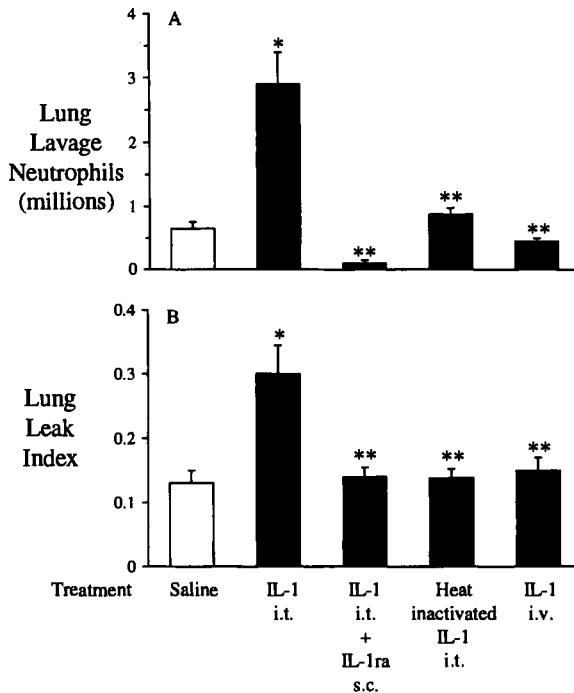 A
Lung
Lavage
Neutrophils
(millions)
4
3
2
1
0
*
**
**
**
B
Lung
Leak
Index
0.4
0.3
0.2
0.1
0
*
**
**
**
Treatment
Saline
IL-1
i.t.
IL-1
i.t.
+
IL-1ra
s.c.
Heat
inactivated
IL-1
i.t.
IL-1
i.v.